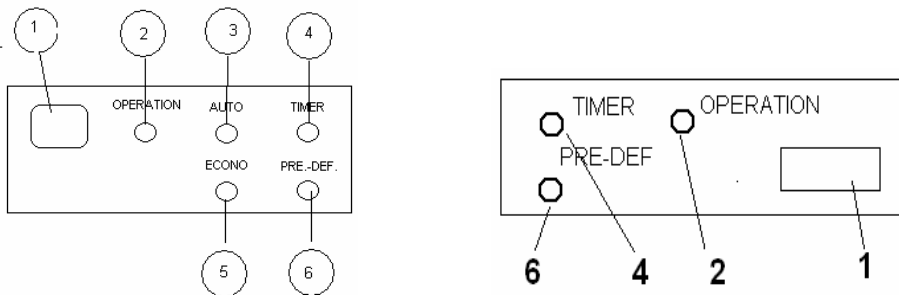 1 2 3 4
OPERATION AUTO TIMER
ECONO PRE.-DEF.
5 6
TIMER OPERATION
PRE-DEF
6 4 2 1